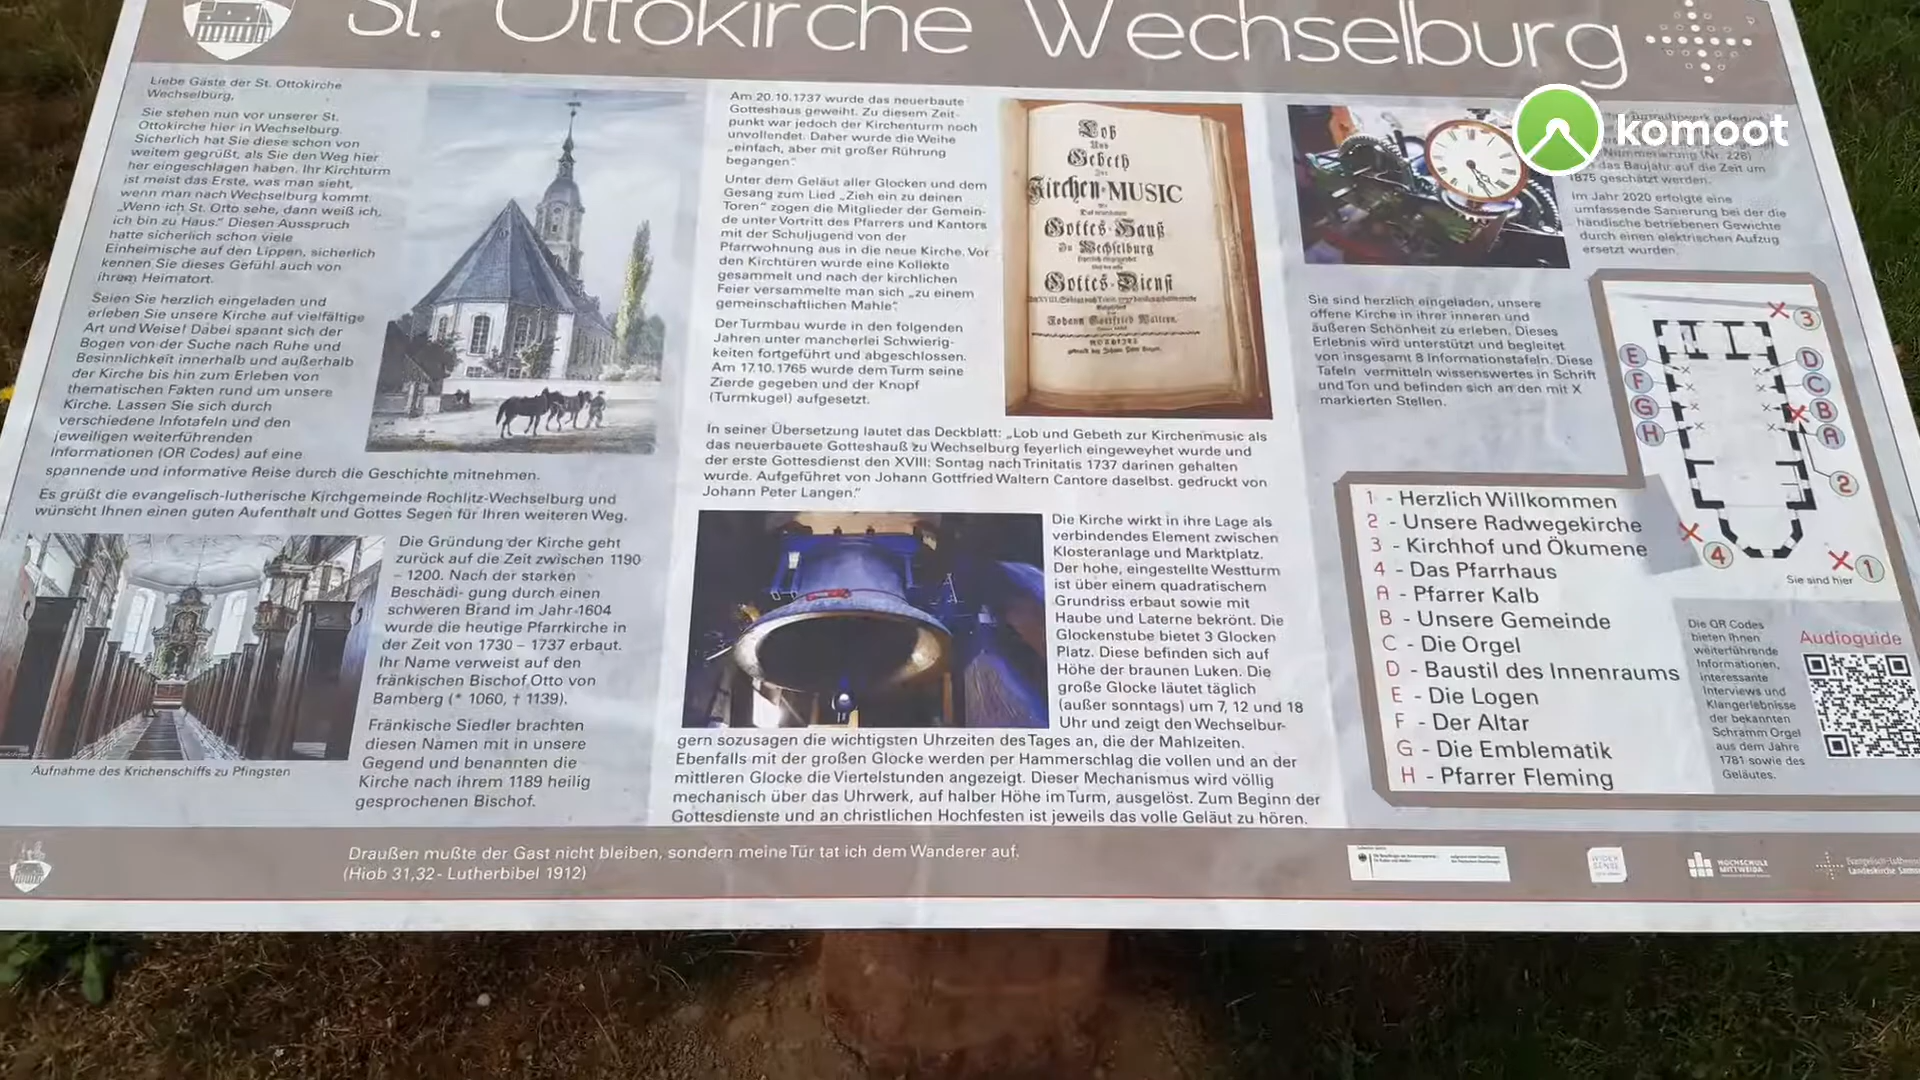 St. Ottokirche Wechselburg
Liebe Gäste der St. Ottokirche
Wechselburg,
Sie stehen nun vor unserer St.
Ottokirche hier in Wechselburg.
Sicherlich hat Sie diese schon von
weitem gegrüßt, als Sie den Weg hier
her eingeschlagen haben. Ihr Kirchturm
ist meist das Erste, was man sieht,
wenn man nach Wechselburg kommt.
„Wenn ich St. Otto sehe, dann weiß ich,
ich bin zu Haus." Diesen Ausspruch
hatte sicherlich schon viele
Einheimische auf den Lippen, sicherlich
kennen Sie dieses Gefühl auch von
ihrem Heimatort.
Seien Sie herzlich eingeladen und
erleben Sie unsere Kirche auf vielfältige
Art und Weise! Dabei spannt sich der
Bogen von der Suche nach Ruhe und
Besinnlichkeit innerhalb und außerhalb
der Kirche bis hin zum Erleben von
thematischen Fakten rund um unsere
Kirche. Lassen Sie sich durch
verschiedene Infotafeln und den
jeweiligen weiterführenden
Informationen (QR Codes) auf eine
spannende und informative Reise durch die Geschichte mitnehmen.
Es grüßt die evangelisch-lutherische Kirchgemeinde Rochlitz-Wechselburg und
wünscht Ihnen einen guten Aufenthalt und Gottes Segen für Ihren weiteren Weg.
Die Gründung der Kirche geht
zurück auf die Zeit zwischen 1190
– 1200. Nach der starken
Beschädi- gung durch einen
schweren Brand im Jahr 1604
wurde die heutige Pfarrkirche in
der Zeit von 1730 – 1737 erbaut.
Ihr Name verweist auf den
fränkischen Bischof Otto von
Bamberg (* 1060, † 1139).
Fränkische Siedler brachten
diesen Namen mit in unsere
Gegend und benannten die
Kirche nach ihrem 1189 heilig
gesprochenen Bischof.
Aufnahme des Krichenschiffs zu Pfingsten
Am 20.10.1737 wurde das neuerbaute
Gotteshaus geweiht. Zu diesem Zeit-
punkt war jedoch der Kirchenturm noch
unvollendet. Daher wurde die Weihe
„einfach, aber mit großer Rührung
begangen".
Unter dem Geläut aller Glocken und dem
Gesang zum Lied „Zieh ein zu deinen
Toren" zogen die Mitglieder der Gemein-
de unter Vortritt des Pfarrers und Kantors
mit der Schuljugend von der
Pfarrwohnung aus in die neue Kirche. Vor
den Kirchtüren wurde eine Kollekte
gesammelt und nach der kirchlichen
Feier versammelte man sich „zu einem
gemeinschaftlichen Mahle".
Der Turmbau wurde in den folgenden
Jahren unter mancherlei Schwierig-
keiten fortgeführt und abgeschlossen.
Am 17.10.1765 wurde dem Turm seine
Zierde gegeben und der Knopf
(Turmkugel) aufgesetzt.
Lob
Und
Gebeth
Zur
Kirchen-MUSIC
Gottes-Hauß
Zu Wechselburg
Gottes-Dienst
Johann Gottfried Waltern,
In seiner Übersetzung lautet das Deckblatt: „Lob und Gebeth zur Kirchenmusic als
das neuerbauete Gotteshauß zu Wechselburg feyerlich eingeweyhet wurde und
der erste Gottesdienst den XVIII: Sontag nach Trinitatis 1737 darinen gehalten
wurde. Aufgeführet von Johann Gottfried Waltern Cantore daselbst. gedruckt von
Johann Peter Langen."
Die Kirche wirkt in ihre Lage als
verbindendes Element zwischen
Klosteranlage und Marktplatz.
Der hohe, eingestellte Westturm
ist über einem quadratischem
Grundriss erbaut sowie mit
Haube und Laterne bekrönt. Die
Glockenstube bietet 3 Glocken
Platz. Diese befinden sich auf
Höhe der braunen Luken. Die
große Glocke läutet täglich
(außer sonntags) um 7, 12 und 18
Uhr und zeigt den Wechselbur-
gern sozusagen die wichtigsten Uhrzeiten des Tages an, die der Mahlzeiten.
Ebenfalls mit der großen Glocke werden per Hammerschlag die vollen und an der
mittleren Glocke die Viertelstunden angezeigt. Dieser Mechanismus wird völlig
mechanisch über das Uhrwerk, auf halber Höhe im Turm, ausgelöst. Zum Beginn der
Gottesdienste und an christlichen Hochfesten ist jeweils das volle Geläut zu hören.
komoot
Nummerierung (Nr. 226)
das Baujahr auf die Zeit um
1875 geschätzt werden.
Im Jahr 2020 erfolgte eine
umfassende Sanierung bei der die
händische betriebenen Gewichte
durch einen elektrischen Aufzug
ersetzt wurden.
Sie sind herzlich eingeladen, unsere
offene Kirche in ihrer inneren und
äußeren Schönheit zu erleben. Dieses
Erlebnis wird unterstützt und begleitet
von insgesamt 8 Informationstafeln. Diese
Tafeln vermitteln wissenswertes in Schrift
und Ton und befinden sich an den mit X
markierten Stellen.
3
E
D
F
C
G
B
H
A
2
4
1
Sie sind hier
1 - Herzlich Willkommen
2 - Unsere Radwegekirche
3 - Kirchhof und Ökumene
4 - Das Pfarrhaus
A - Pfarrer Kalb
B - Unsere Gemeinde
C - Die Orgel
D - Baustil des Innenraums
E - Die Logen
F - Der Altar
G - Die Emblematik
H - Pfarrer Fleming
Die QR Codes
bieten Ihnen
weiterführende
Informationen,
interessante
Interviews und
Klangerlebnisse
der bekannten
Schramm Orgel
aus dem Jahre
1781 sowie des
Geläutes.
Audioguide
Draußen mußte der Gast nicht bleiben, sondern meine Tür tat ich dem Wanderer auf.
(Hiob 31,32 - Lutherbibel 1912)
HOCHSCHULE
MITTWEIDA